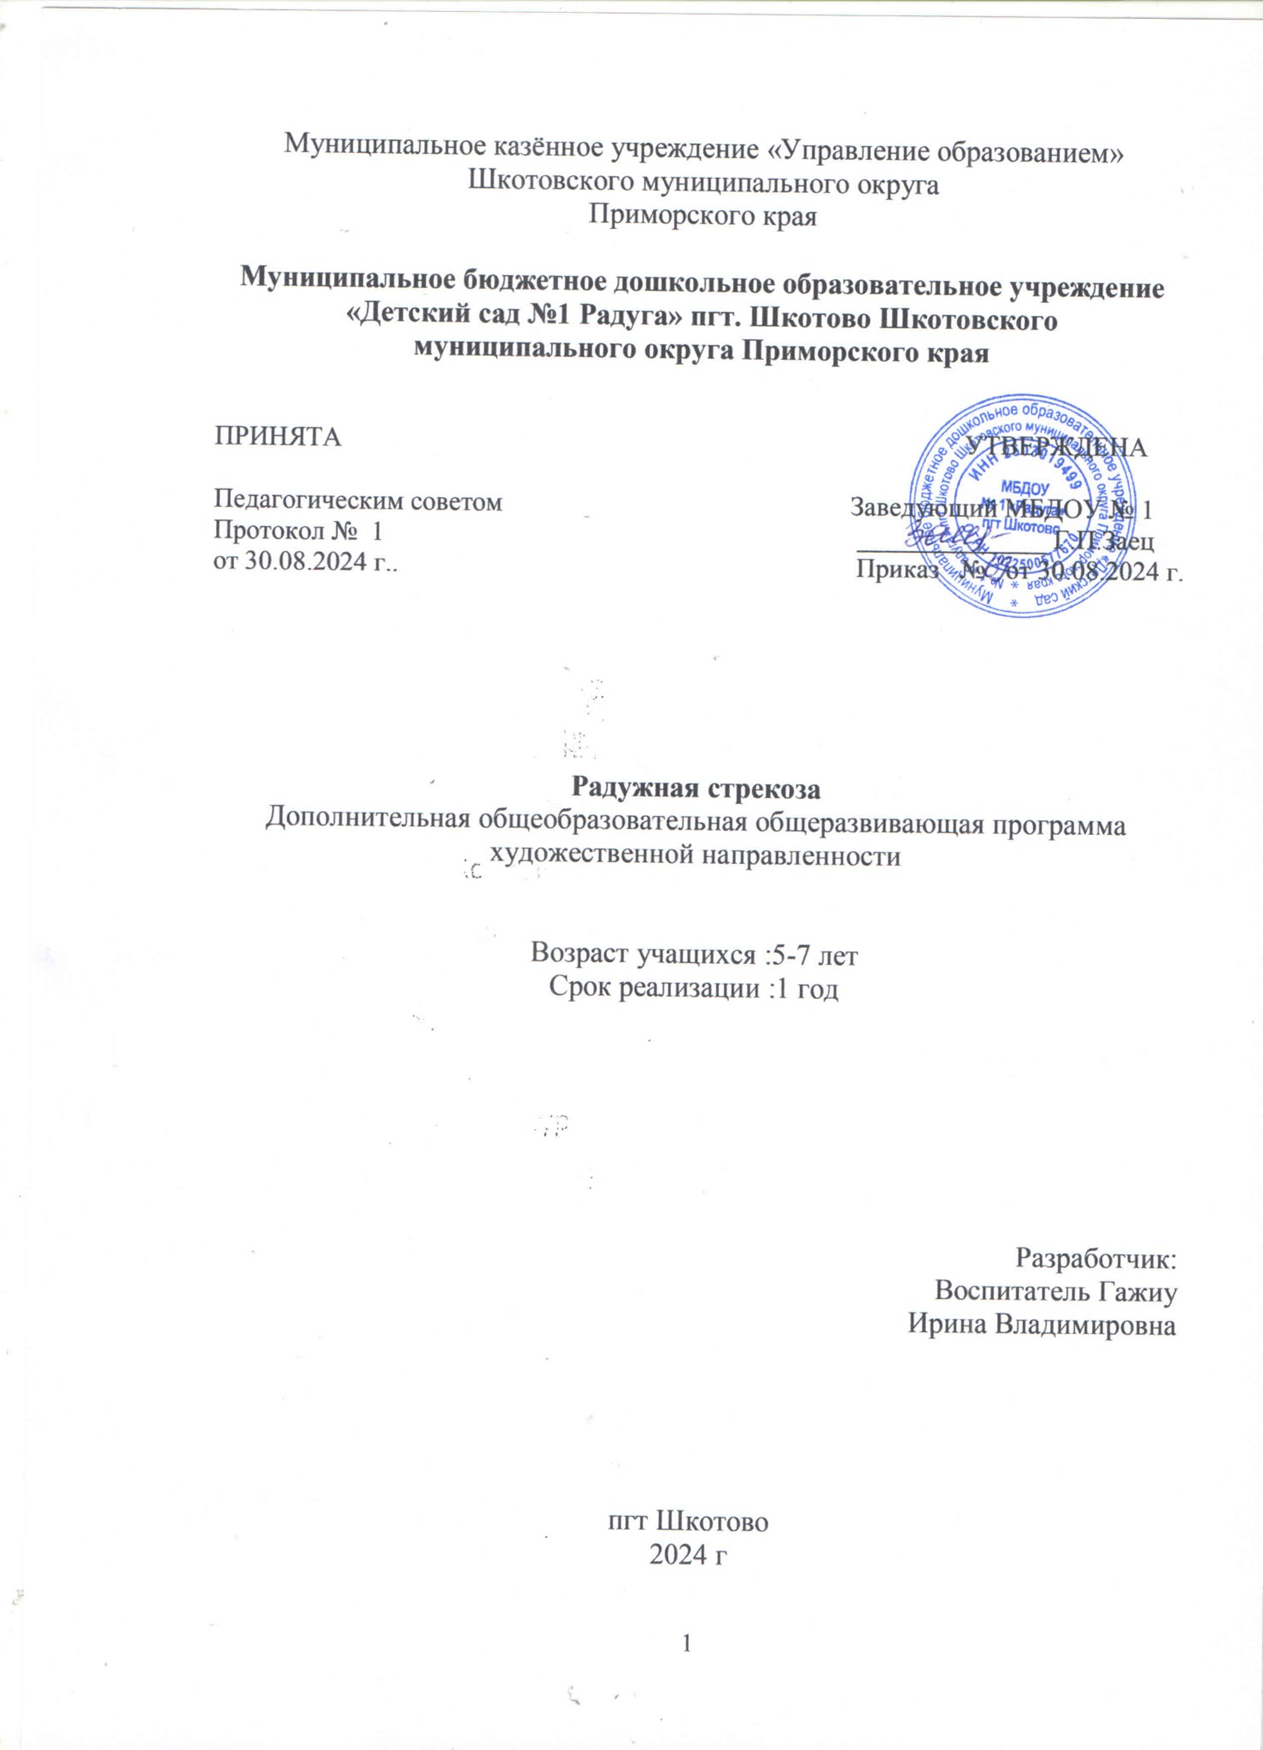 Муниципальное казённое учреждение «Управление образованием»
Шкотовского муниципального округа
Приморского края
Муниципальное бюджетное дошкольное образовательное учреждение
«Детский сад №1 Радуга» пгт. Шкотово Шкотовского
муниципального округа Приморского края
ПРИНЯТА
УТВЕРЖДЕНА
Педагогическим советом
Протокол № 1
от 30.08.2024 г..
Заведующий МБДОУ № 1
Г.П.Заец
Приказ № от 30.08.2024 г.
МБДОУ
пгт Шкотово
Радужная стрекоза
Дополнительная общеобразовательная общеразвивающая программа
художественной направленности
Возраст учащихся :5-7 лет
Срок реализации :1 год
Разработчик:
Воспитатель Гажиу
Ирина Владимировна
пгт Шкотово
2024 г
1